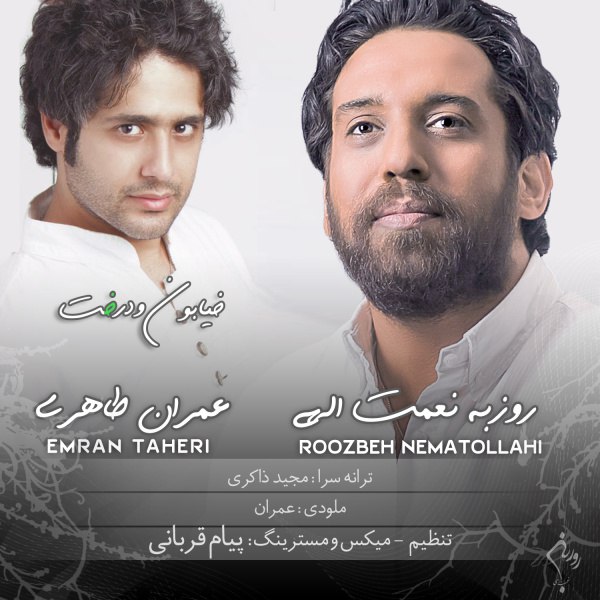 خیابون و درخت
عمران طاهری
روزبه نعمت الهی
EMRAN TAHERI
ROOZBEH NEMATOLLAHI
ترانه سرا : مجید ذاکری
ملودی : عمران
تنظیم - میکس و مسترینگ : پیام قربانی